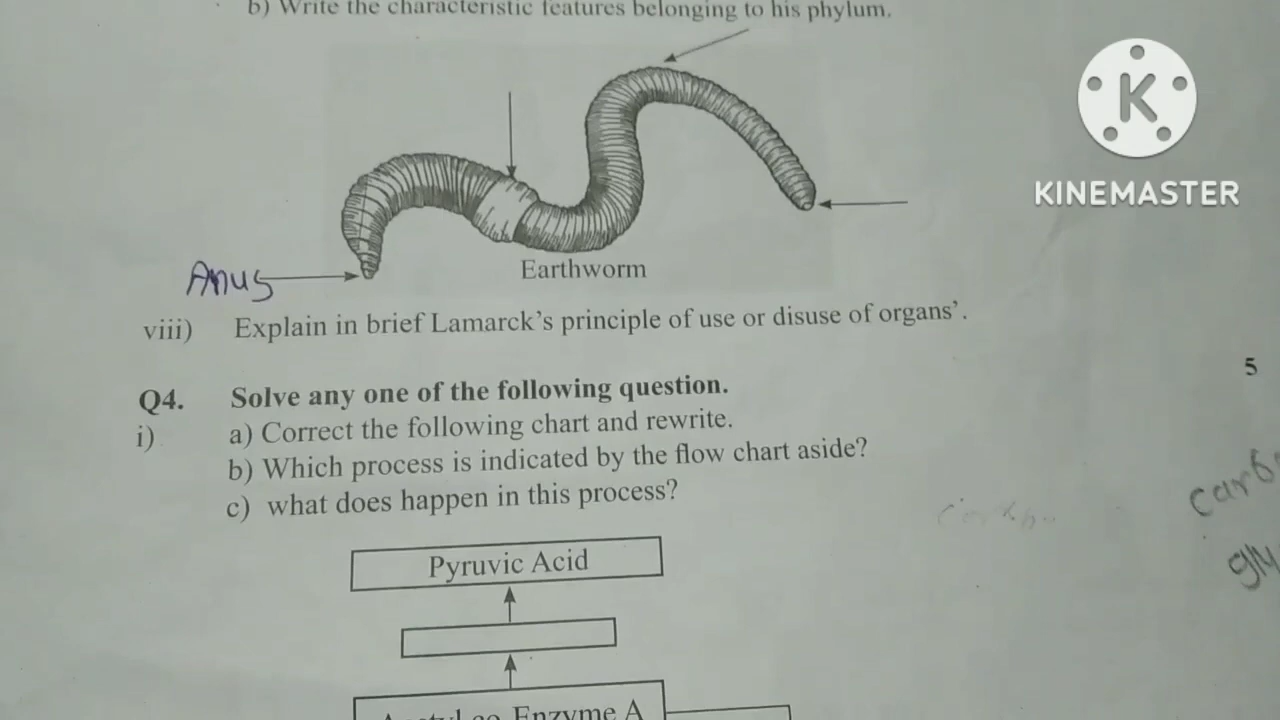 b) Write the characteristic features belonging to his phylum.
K
KINEMASTER
Anus
Earthworm
viii) Explain in brief Lamarck's principle of use or disuse of organs'.
5
Q4. Solve any one of the following question.
i) a) Correct the following chart and rewrite.
b) Which process is indicated by the flow chart aside?
c) what does happen in this process?
Pyruvic Acid
Enzyme A